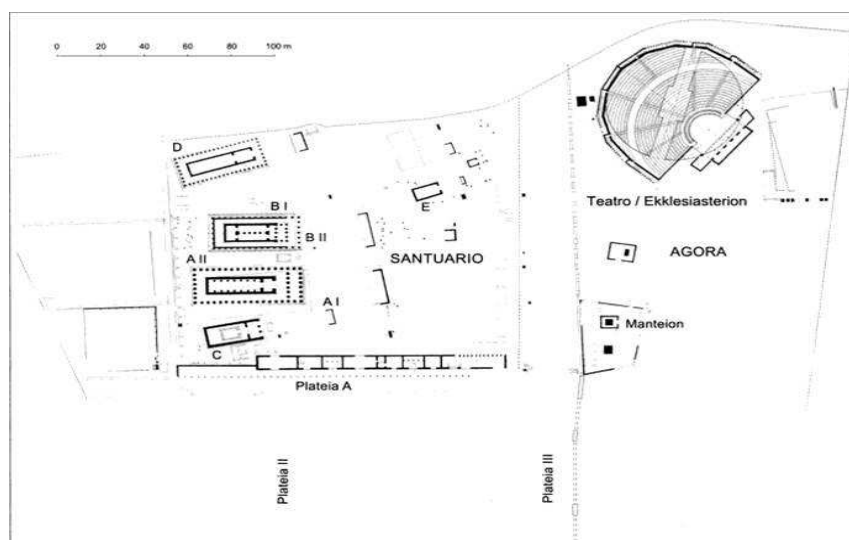 0 20 40 60 80 100 m
D
B I
E
B II
Teatro / Ekklesiasterion
A II
SANTUARIO
AGORA
A I
Manteion
C
Plateia A
Plateia II
Plateia III